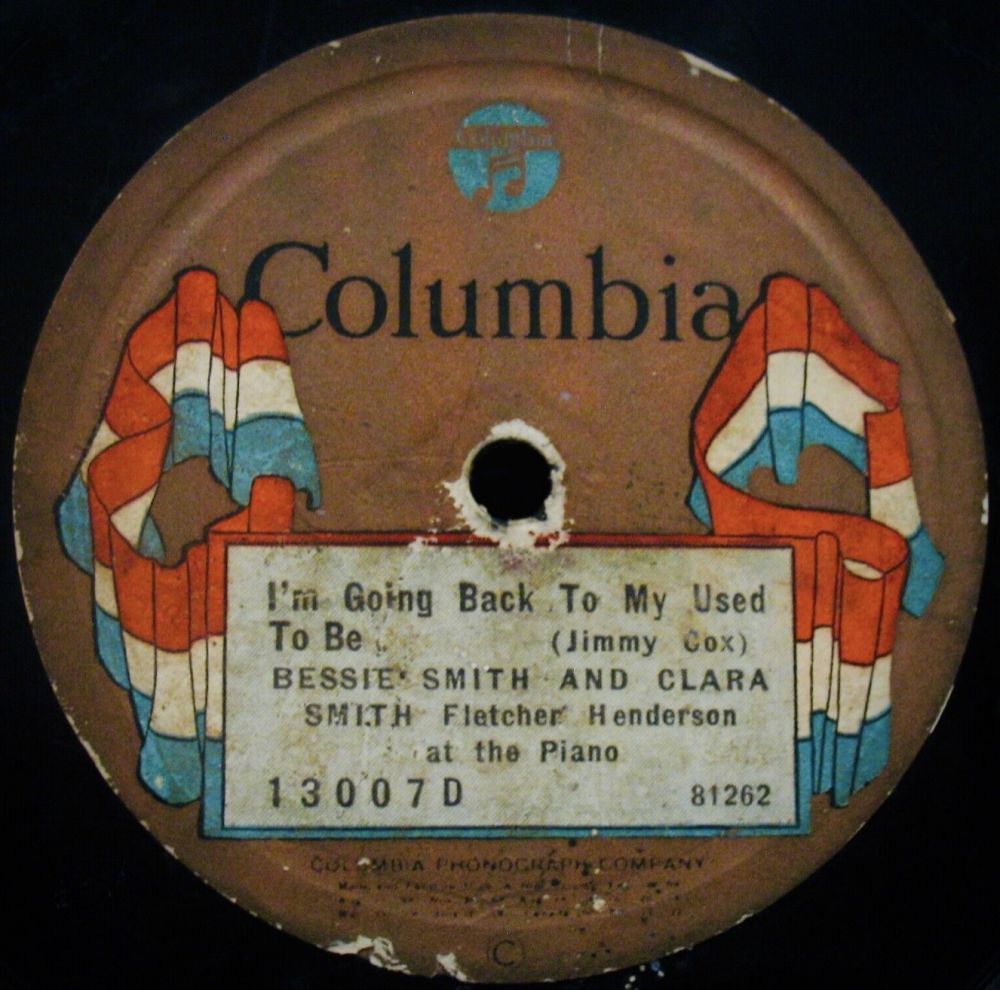 Columbia
Columbia
I'm Going Back To My Used
To Be (Jimmy Cox)
BESSIE SMITH AND CLARA
SMITH Fletcher Henderson
at the Piano
13007D 81262
COLUMBIA PHONOGRAPH COMPANY
C